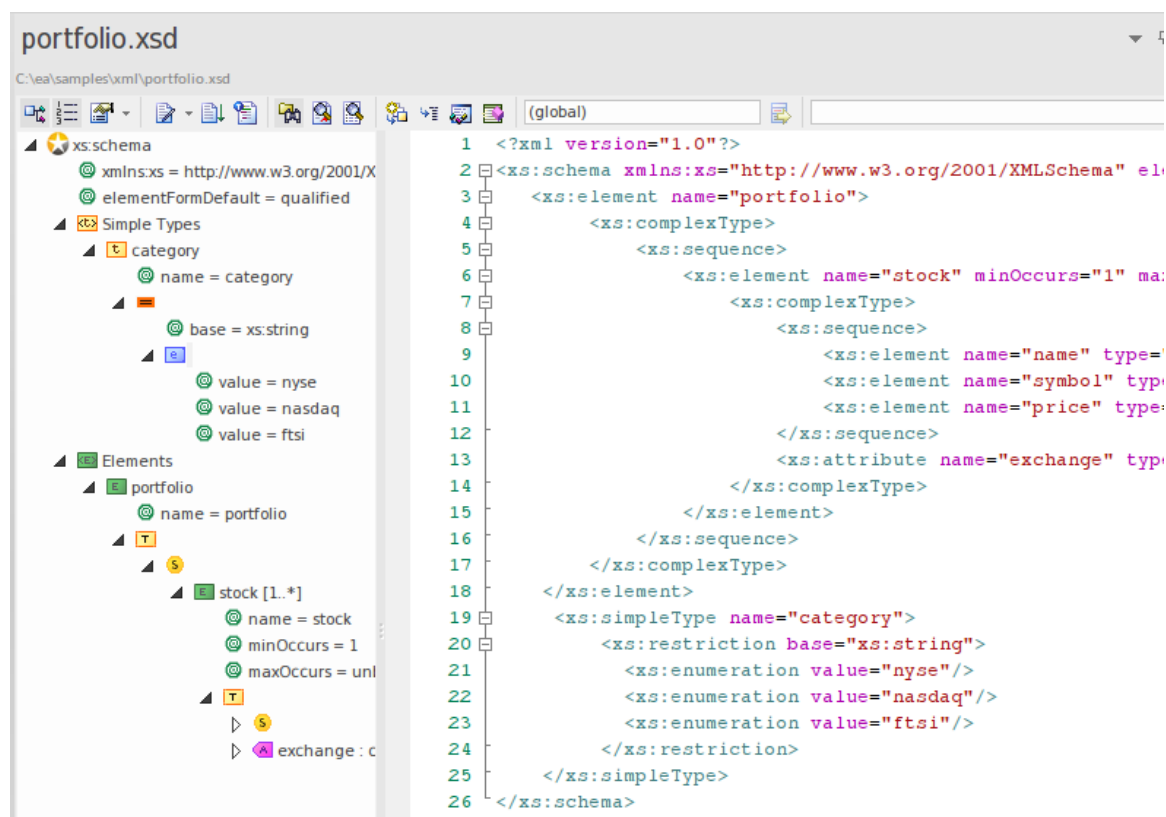 portfolio.xsd
C:\ea\samples\xml\portfolio.xsd
(global)
xs:schema
xmlns:xs = http://www.w3.org/2001/X
elementFormDefault = qualified
<t> Simple Types
t category
name = category
base = xs:string
e
value = nyse
value = nasdaq
value = ftsi
<E> Elements
E portfolio
name = portfolio
T
S
E stock [1..*]
name = stock
minOccurs = 1
maxOccurs = unl
T
S
A exchange : c
1 <?xml version="1.0"?>
2 <xs:schema xmlns:xs="http://www.w3.org/2001/XMLSchema" ele
3 <xs:element name="portfolio">
4 <xs:complexType>
5 <xs:sequence>
6 <xs:element name="stock" minOccurs="1" max
7 <xs:complexType>
8 <xs:sequence>
9 <xs:element name="name" type="
10 <xs:element name="symbol" type
11 <xs:element name="price" type=
12 </xs:sequence>
13 <xs:attribute name="exchange" type
14 </xs:complexType>
15 </xs:element>
16 </xs:sequence>
17 </xs:complexType>
18 </xs:element>
19 <xs:simpleType name="category">
20 <xs:restriction base="xs:string">
21 <xs:enumeration value="nyse"/>
22 <xs:enumeration value="nasdaq"/>
23 <xs:enumeration value="ftsi"/>
24 </xs:restriction>
25 </xs:simpleType>
26 </xs:schema>